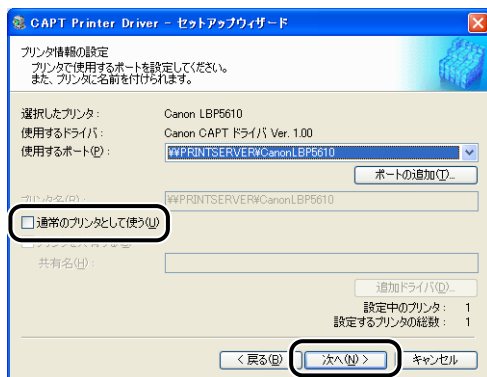 CAPT Printer Driver - セットアップウィザード
プリンタ情報の設定
プリンタで使用するポートを設定してください。
また、プリンタに名前を付けられます。
選択したプリンタ: Canon LBP5610
使用するドライバ: Canon CAPT ドライバ Ver. 1.00
使用するポート(P): ¥¥PRINTSERVER¥CanonLBP5610
ポートの追加(T)...
プリンタ名(R): ¥¥PRINTSERVER¥CanonLBP5610
通常のプリンタとして使う(U)
共有名(H):
追加ドライバ(D)...
設定中のプリンタ: 1
設定するプリンタの総数: 1
< 戻る(B) 次へ(N) > キャンセル